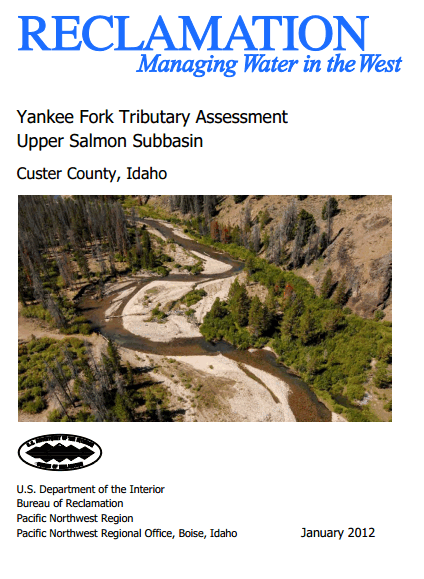 RECLAMATION
Managing Water in the West
Yankee Fork Tributary Assessment
Upper Salmon Subbasin
Custer County, Idaho
U.S. Department of the Interior
Bureau of Reclamation
Pacific Northwest Region
Pacific Northwest Regional Office, Boise, Idaho
January 2012